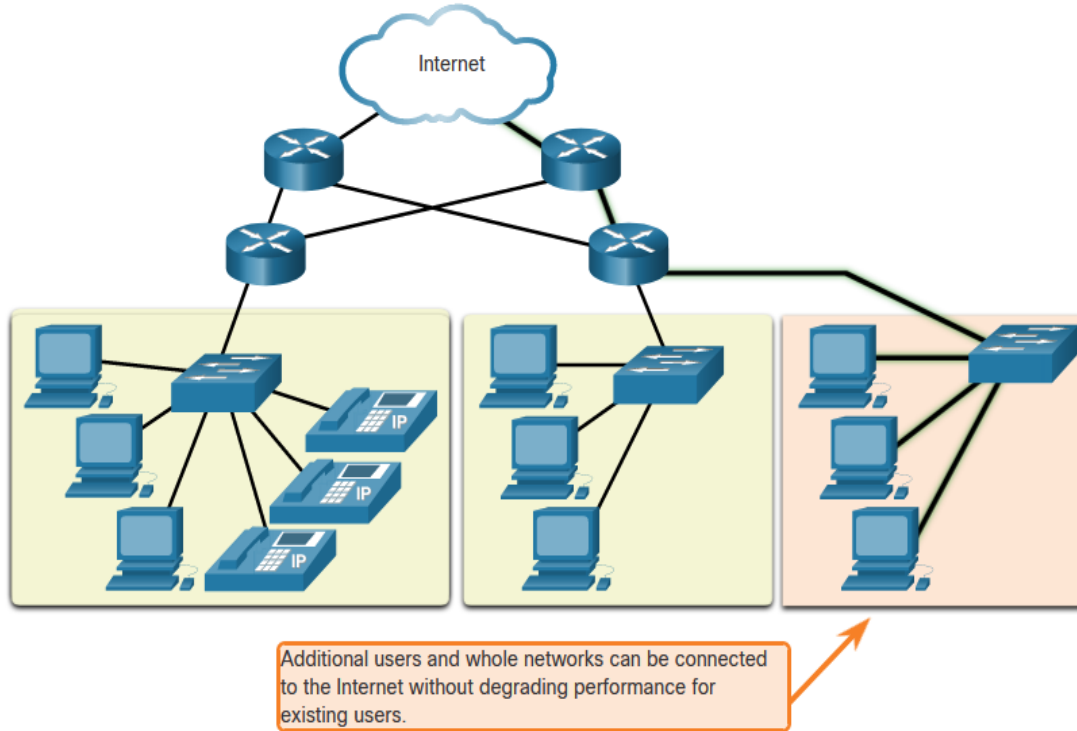 Internet
IP
IP
IP
Additional users and whole networks can be connected
to the Internet without degrading performance for
existing users.